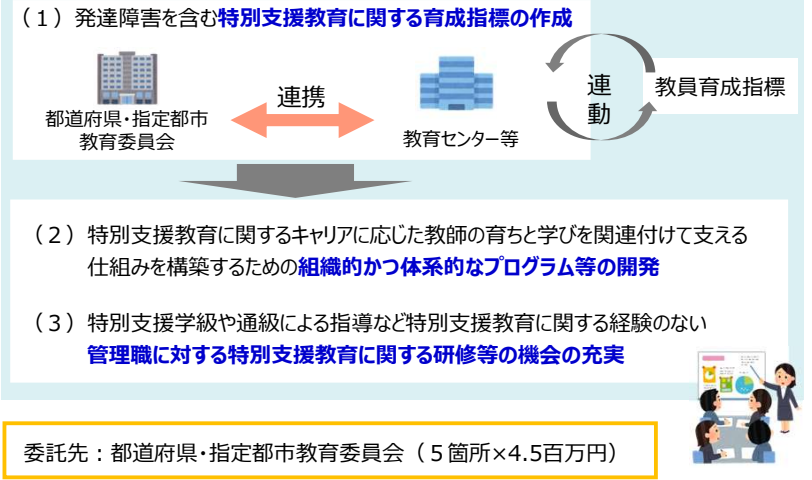 （１）発達障害を含む特別支援教育に関する育成指標の作成
都道府県・指定都市
教育委員会
連携
教育センター等
連
動
教員育成指標
（２）特別支援教育に関するキャリアに応じた教師の育ちと学びを関連付けて支える
仕組みを構築するための組織的かつ体系的なプログラム等の開発
（３）特別支援学級や通級による指導など特別支援教育に関する経験のない
管理職に対する特別支援教育に関する研修等の機会の充実
委託先：都道府県・指定都市教育委員会（５箇所×4.5百万円）